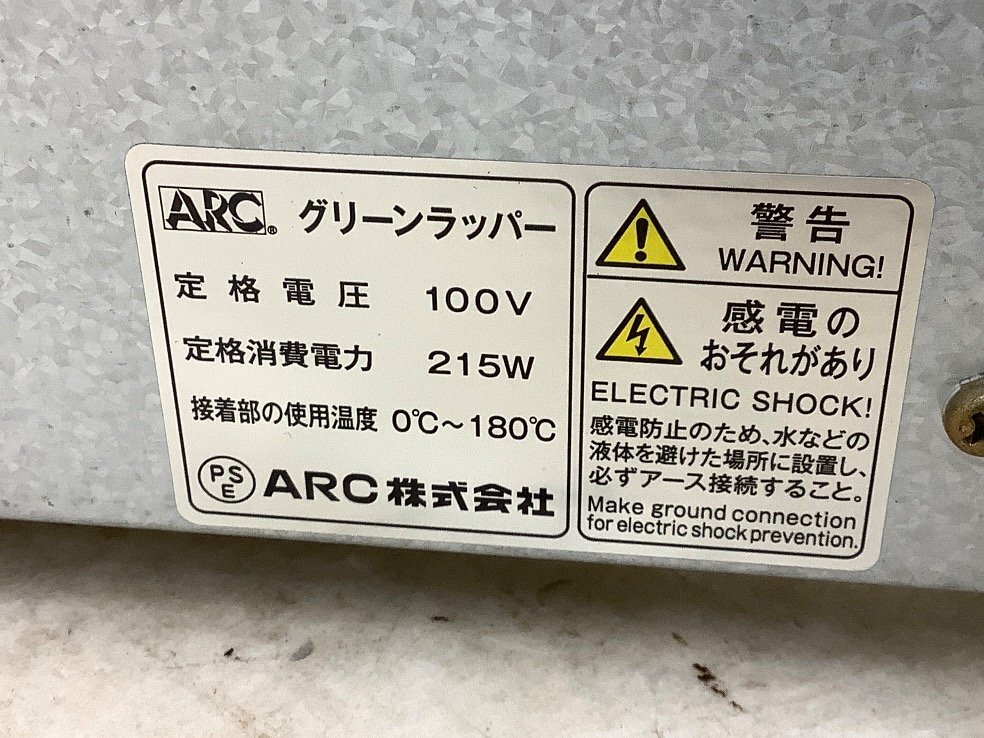 ARC® グリーンラッパー
定格電圧 100V
定格消費電力 215W
接着部の使用温度 0℃～180℃
PS
E
ARC株式会社
警告
WARNING!
感電の
おそれがあり
ELECTRIC SHOCK!
感電防止のため、水などの
液体を避けた場所に設置し、
必ずアース接続すること。
Make ground connection
for electric shock prevention.